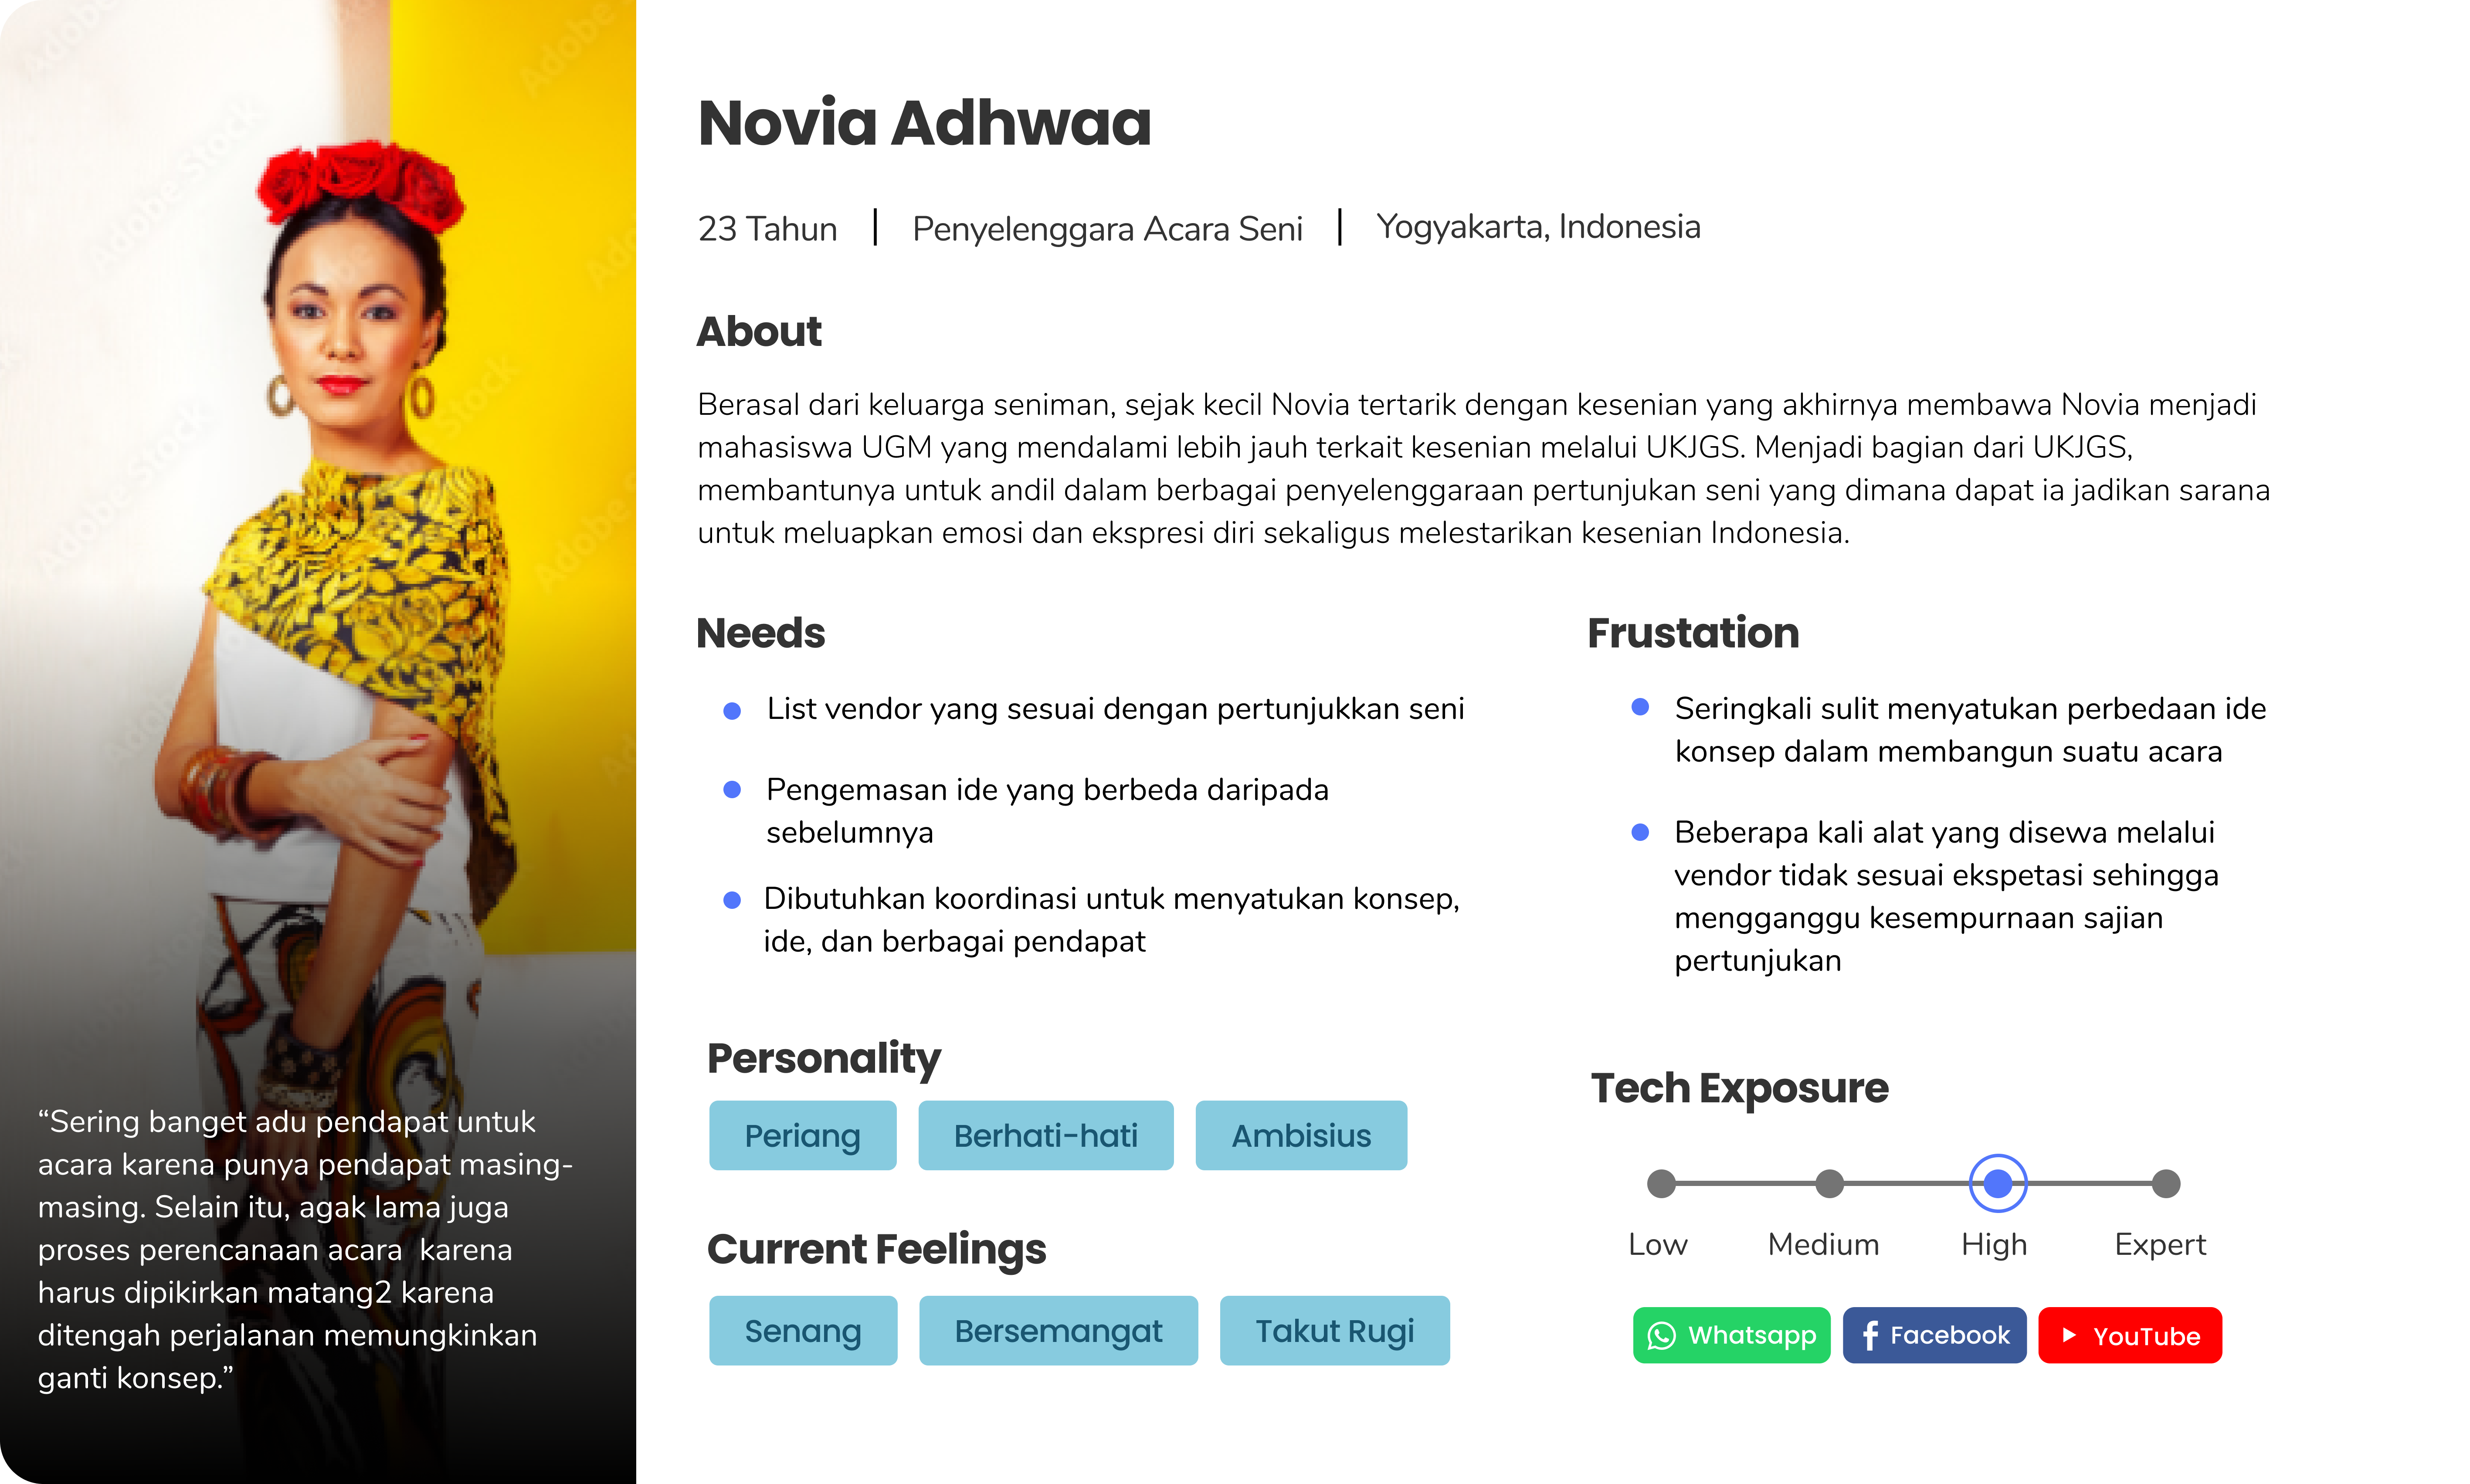 Novia Adhwaa
23 Tahun | Penyelenggara Acara Seni | Yogyakarta, Indonesia
About
Berasal dari keluarga seniman, sejak kecil Novia tertarik dengan kesenian yang akhirnya membawa Novia menjadi
mahasiswa UGM yang mendalami lebih jauh terkait kesenian melalui UKJGS. Menjadi bagian dari UKJGS,
membantunya untuk andil dalam berbagai penyelenggaraan pertunjukan seni yang dimana dapat ia jadikan sarana
untuk meluapkan emosi dan ekspresi diri sekaligus melestarikan kesenian Indonesia.
Needs
List vendor yang sesuai dengan pertunjukkan seni
Pengemasan ide yang berbeda daripada
sebelumnya
Dibutuhkan koordinasi untuk menyatukan konsep,
ide, dan berbagai pendapat
Frustation
Seringkali sulit menyatukan perbedaan ide
konsep dalam membangun suatu acara
Beberapa kali alat yang disewa melalui
vendor tidak sesuai ekspetasi sehingga
mengganggu kesempurnaan sajian
pertunjukan
Personality
Periang
Berhati-hati
Ambisius
Current Feelings
Senang
Bersemangat
Takut Rugi
Tech Exposure
Low
Medium
High
Expert
Whatsapp
Facebook
YouTube
“Sering banget adu pendapat untuk
acara karena punya pendapat masing-
masing. Selain itu, agak lama juga
proses perencanaan acara  karena
harus dipikirkan matang2 karena
ditengah perjalanan memungkinkan
ganti konsep.”
Adobe Stock
Adobe Stock
Adobe Stock